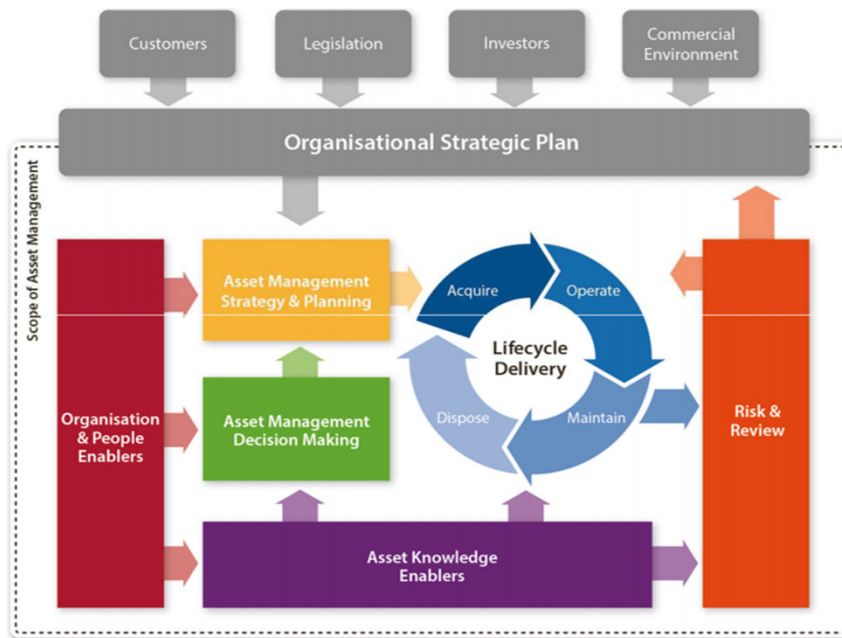 Customers
Legislation
Investors
Commercial
Environment
Organisational Strategic Plan
Scope of Asset Management
Asset Management
Strategy & Planning
Acquire
Operate
Lifecycle
Delivery
Organisation
& People
Enablers
Asset Management
Decision Making
Dispose
Maintain
Risk &
Review
Asset Knowledge
Enablers